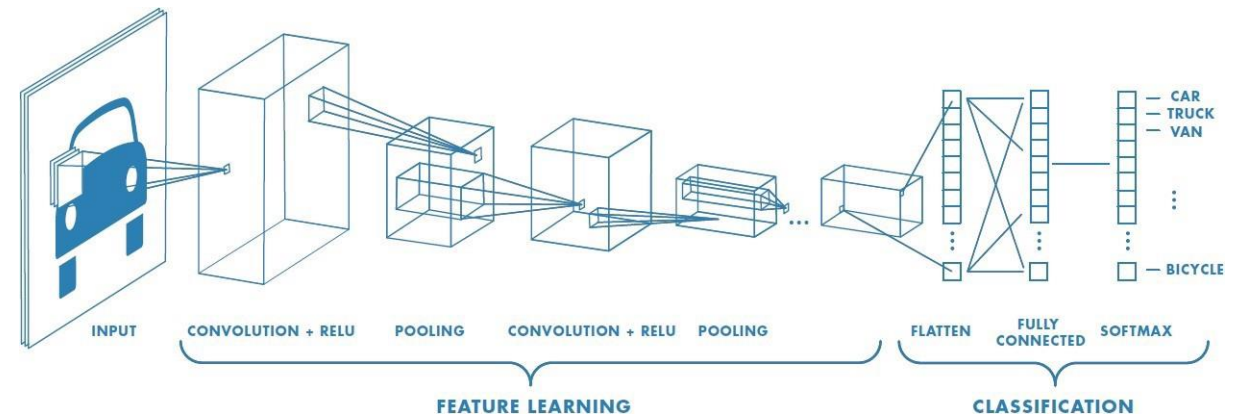 CAR
TRUCK
VAN
BICYCLE
INPUT
CONVOLUTION + RELU
POOLING
CONVOLUTION + RELU
POOLING
FLATTEN
FULLY
CONNECTED
SOFTMAX
FEATURE LEARNING
CLASSIFICATION